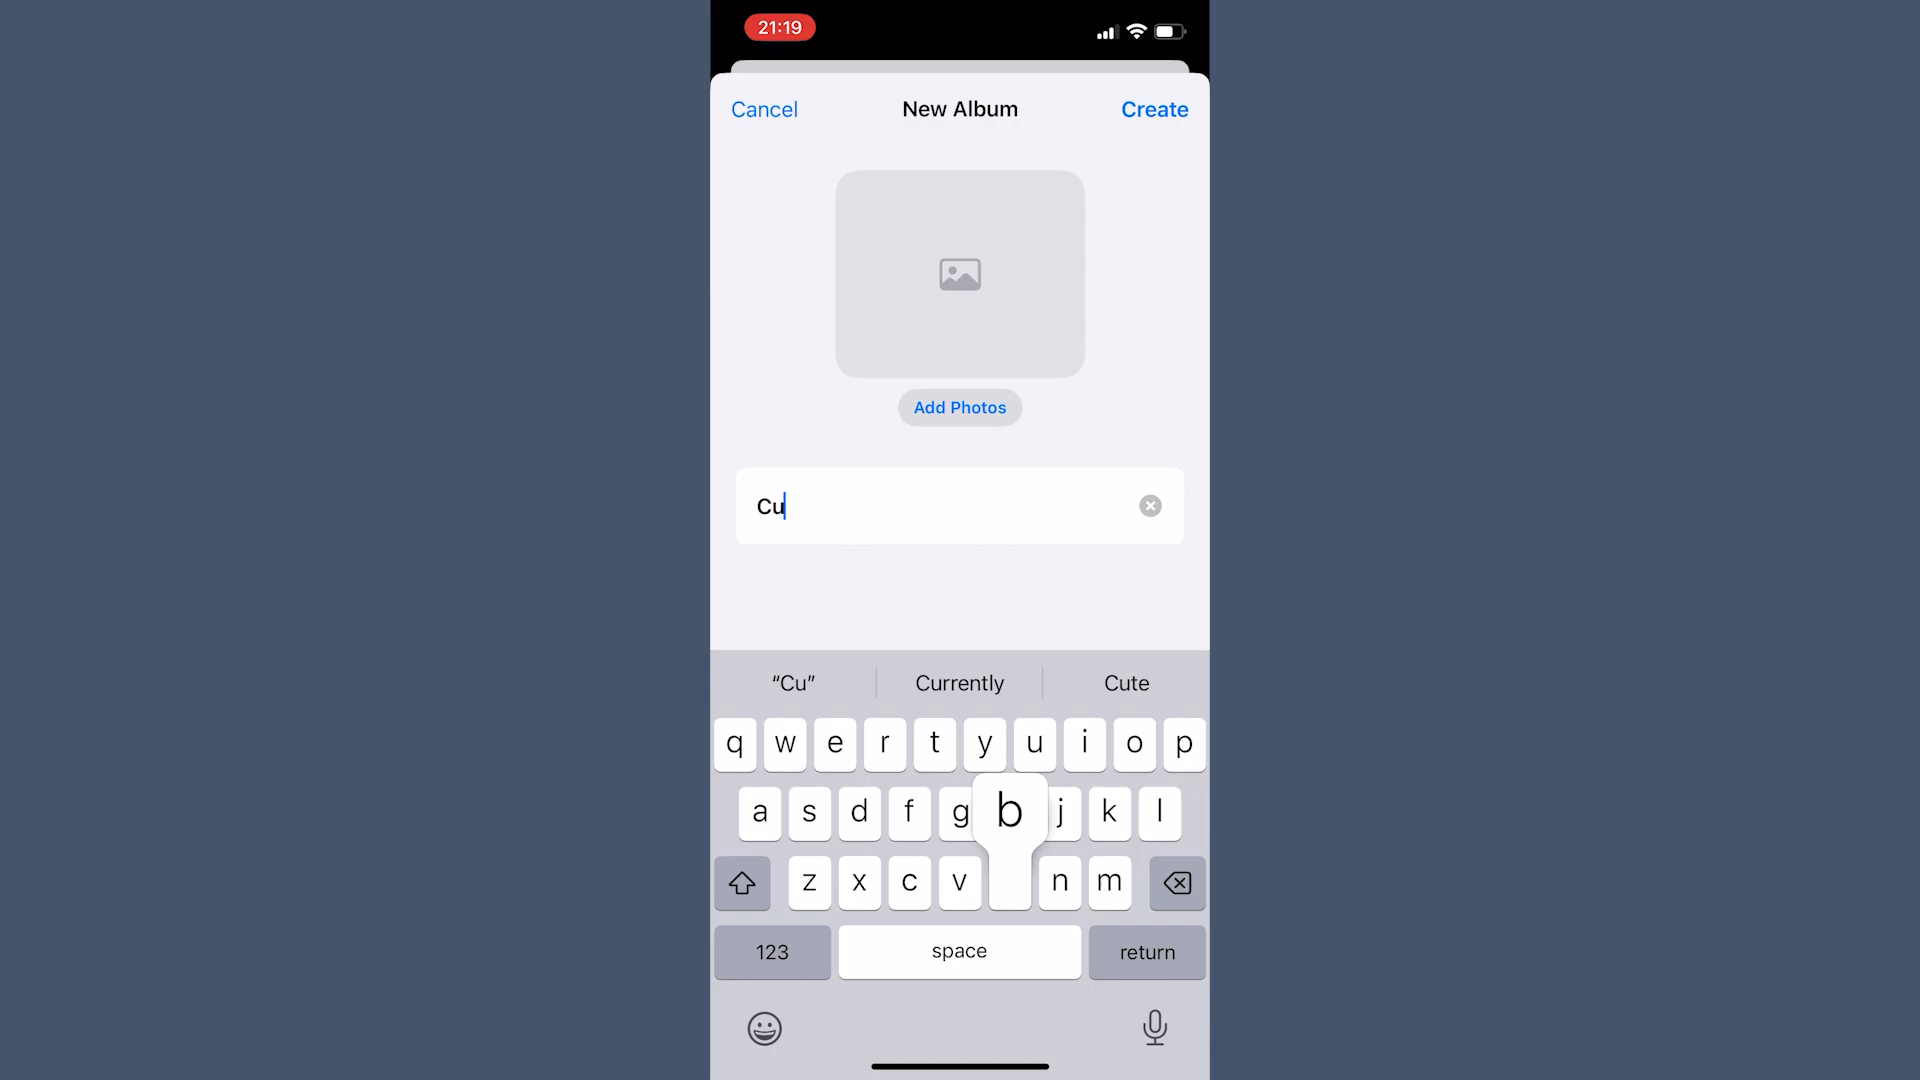 21:19
Cancel New Album Create
Add Photos
Cu
“Cu” Currently Cute
q w e r t y u i o p
a s d f g b j k l
z x c v n m
123 space return